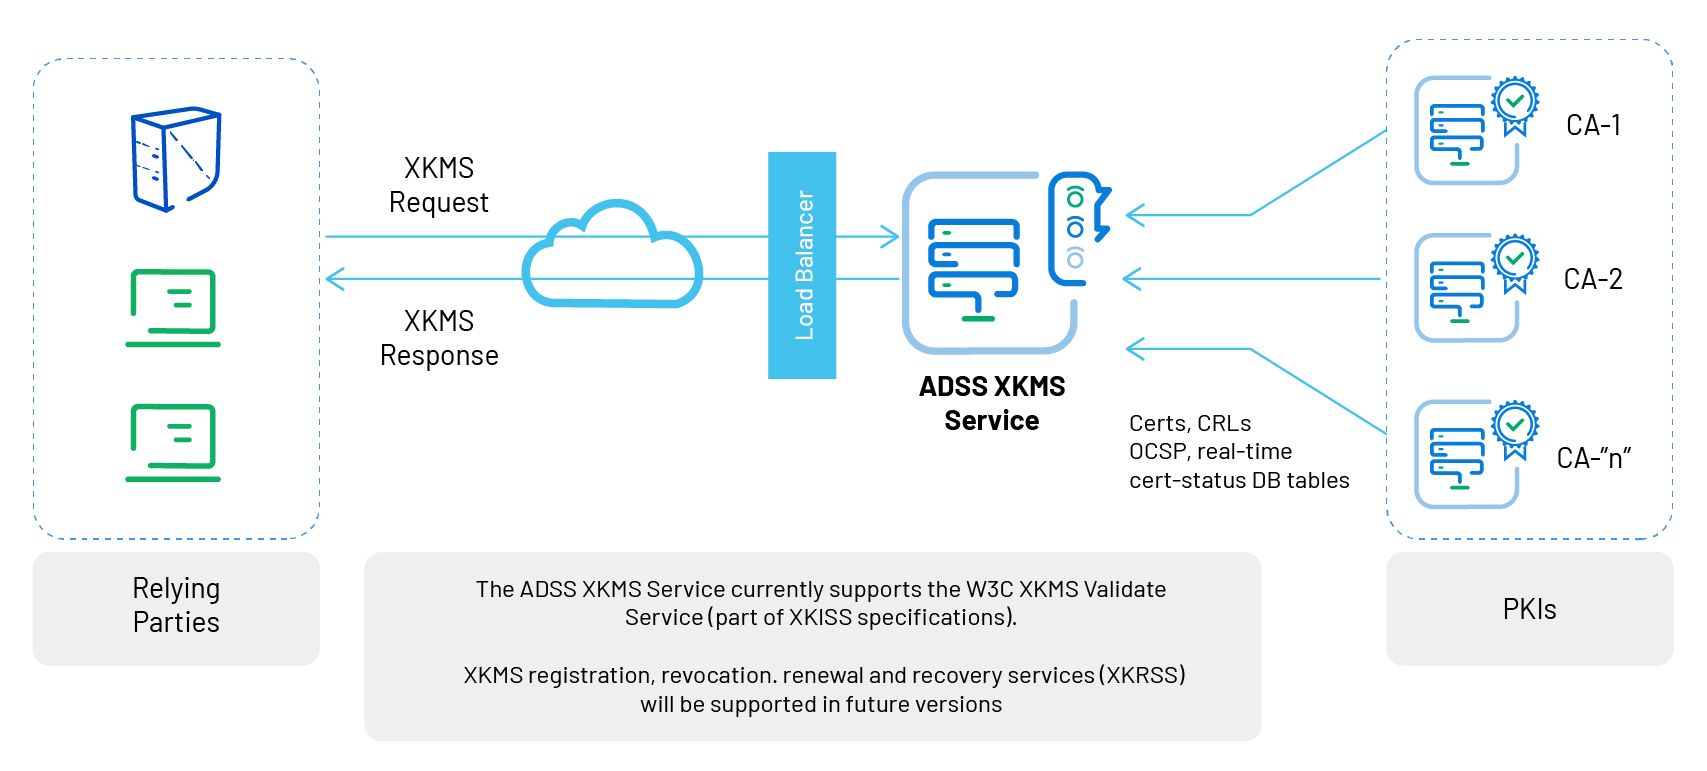 XKMS
Request
XKMS
Response
Load Balancer
ADSS XKMS
Service
Certs, CRLs
OCSP, real-time
cert-status DB tables
CA-1
CA-2
CA-”n”
Relying
Parties
The ADSS XKMS Service currently supports the W3C XKMS Validate
Service (part of XKISS specifications).
XKMS registration, revocation. renewal and recovery services (XKRSS)
will be supported in future versions
PKIs